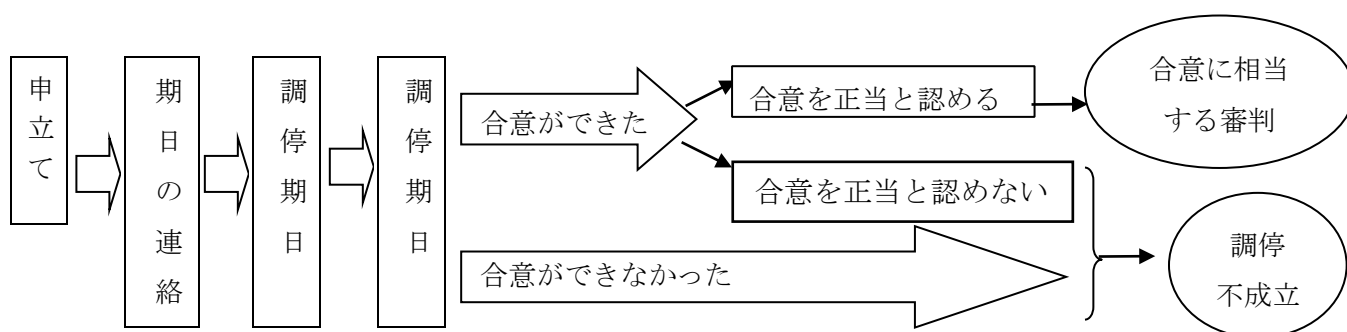 申立て
期日の連絡
調停期日
調停期日
合意ができた
合意を正当と認める
合意に相当
する審判
合意を正当と認めない
合意ができなかった
調停
不成立